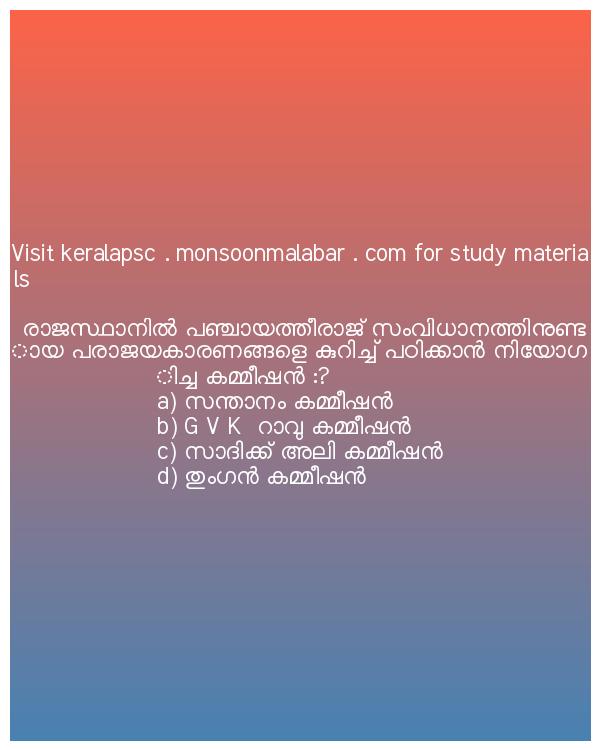 Visit keralapsc . monsoonmalabar . com for study materia
ls
രാജസ്ഥാനിൽ പഞ്ചായത്തീരാജ് സംവിധാനത്തിനുണ്ട
ായ പരാജയകാരണങ്ങളെ കുറിച്ച് പഠിക്കാൻ നിയോഗ
ിച്ച കമ്മീഷൻ :?
a) സന്താനം കമ്മീഷൻ
b) G V K  റാവു കമ്മീഷൻ
c) സാദിക്ക് അലി കമ്മീഷൻ
d) തുംഗൻ കമ്മീഷൻ